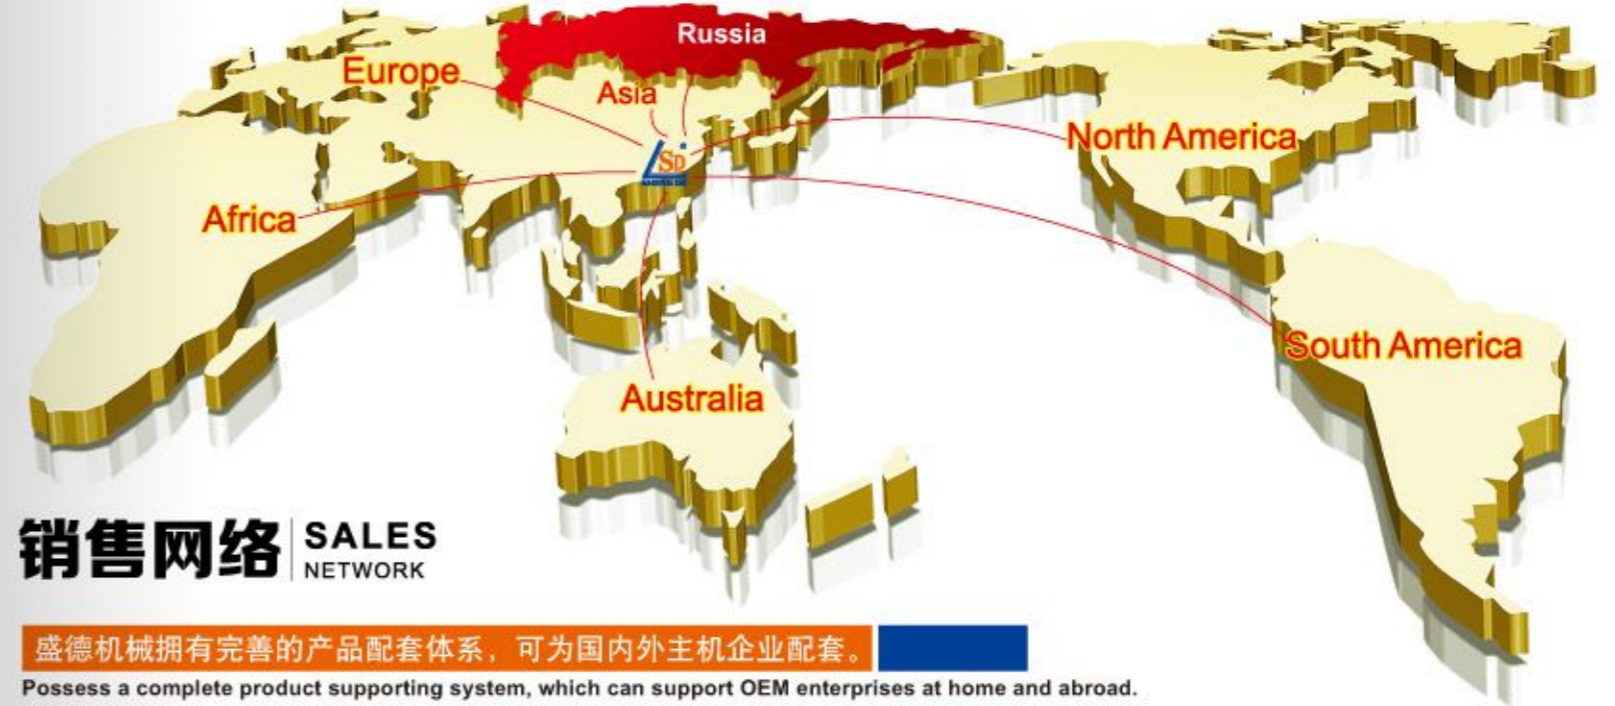 Russia
Europe
Asia
North America
SD
Africa
South America
Australia
销售网络
SALES
NETWORK
盛德机械拥有完善的产品配套体系，可为国内外主机企业配套。
Possess a complete product supporting system, which can support OEM enterprises at home and abroad.